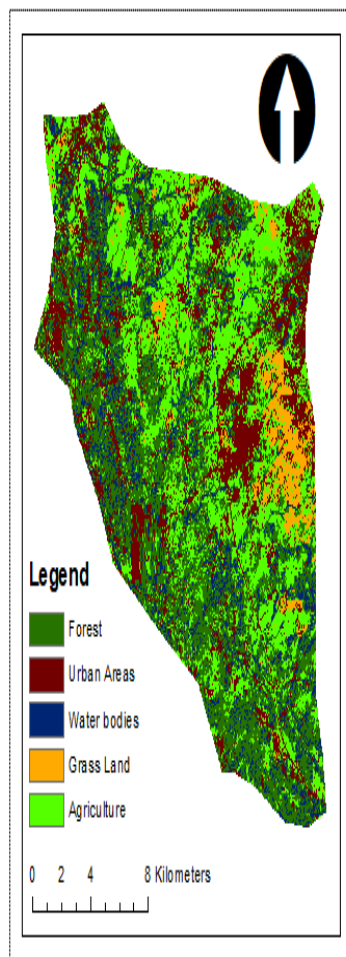 Legend
Forest
Urban Areas
Water bodies
Grass Land
Agriculture
0 2 4 8 Kilometers